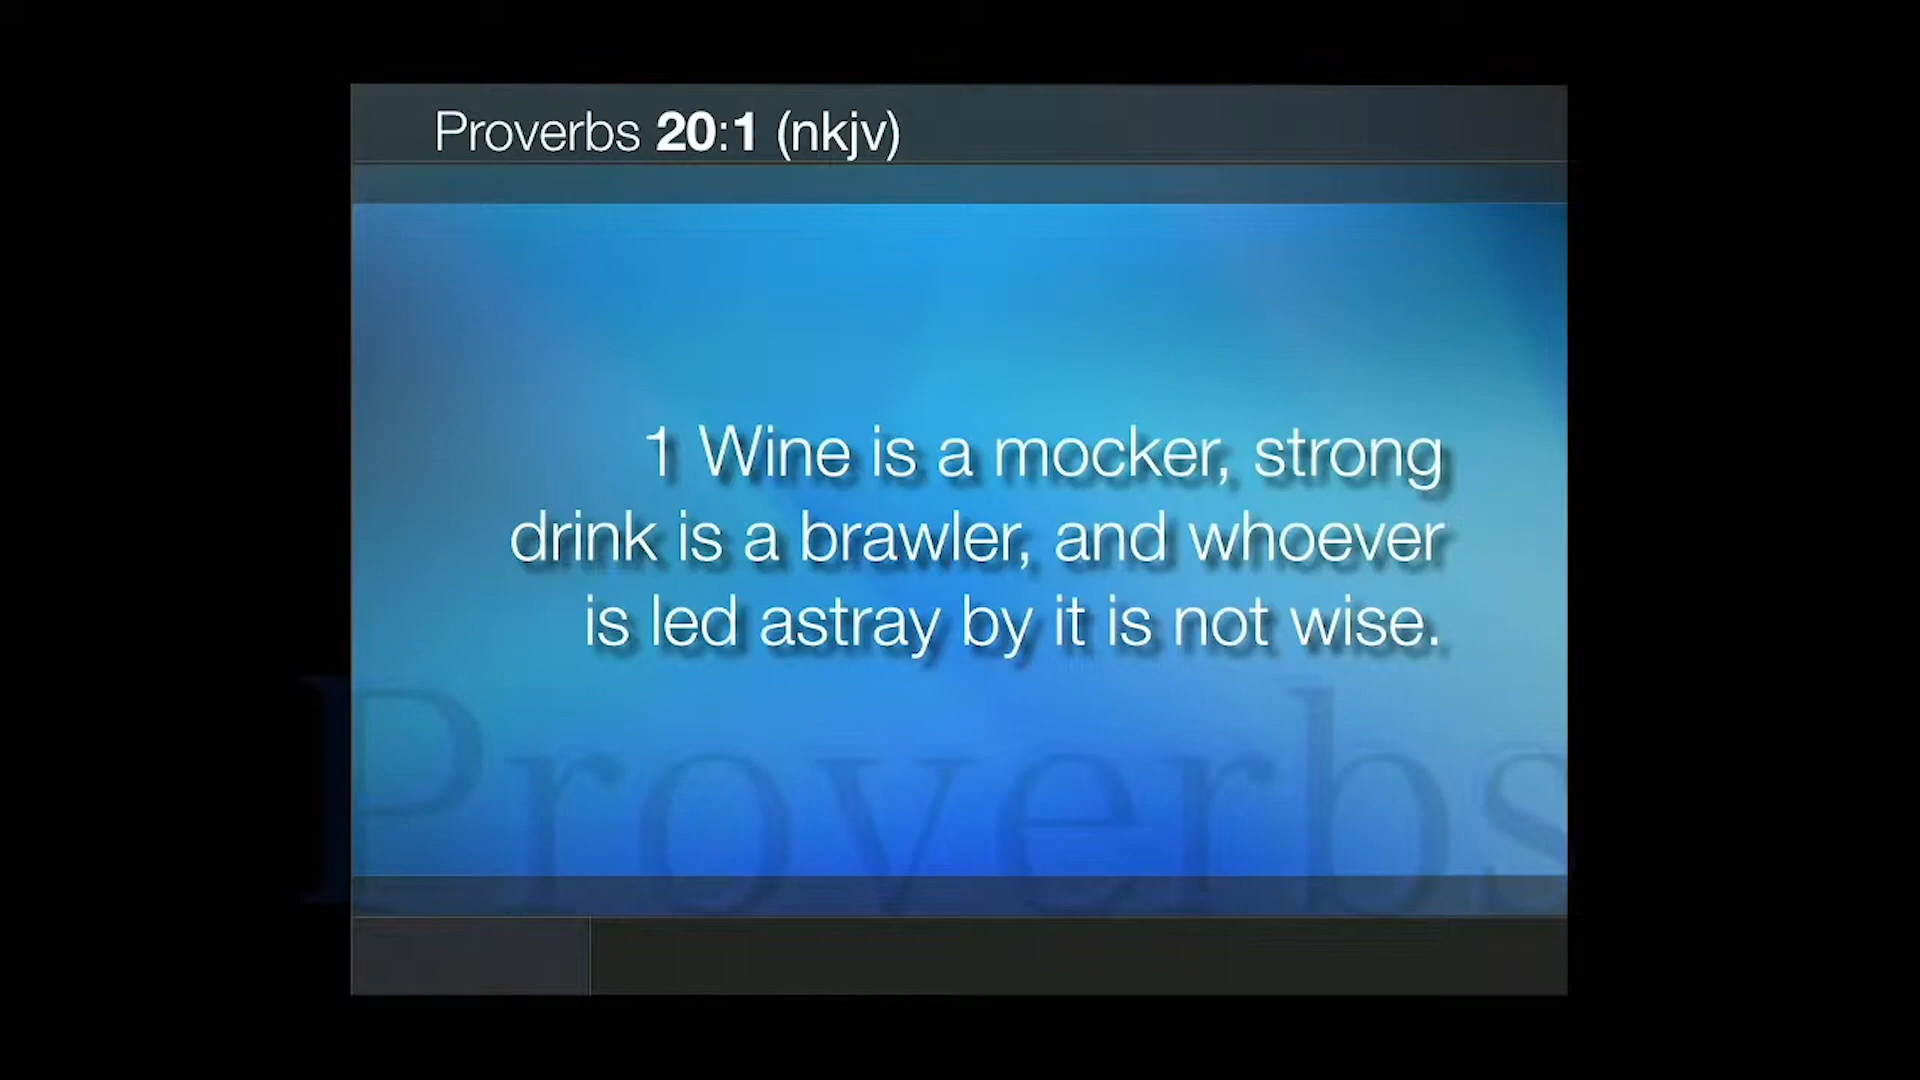 Proverbs 20:1 (nkjv)
1 Wine is a mocker, strong
drink is a brawler, and whoever
is led astray by it is not wise.
Proverbs